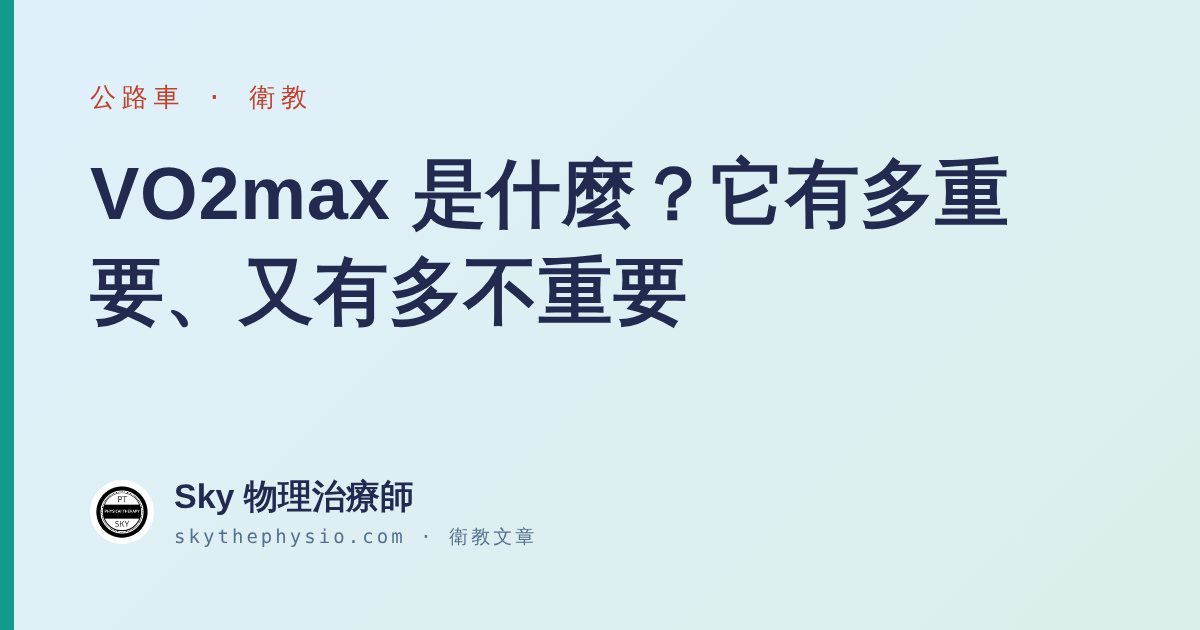 公路車 · 衛教
VO2max 是什麼？它有多重
要、又有多不重要
PT
PHYSICAL THERAPY
SKY
Sky 物理治療師
skythephysio.com · 衛教文章